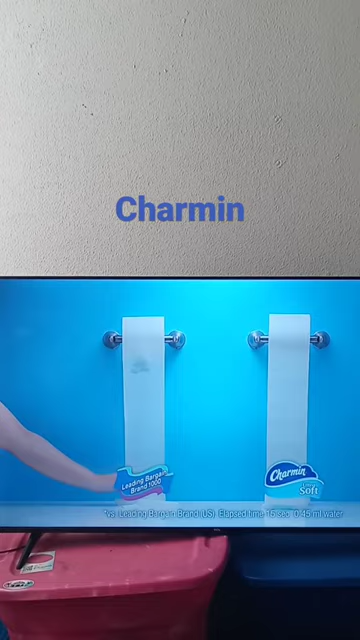 Charmin
Leading Bargain
Brand 1000
Charmin
Ultra
Soft
*vs. Leading Bargain Brand (US) Elapsed time 15 sec 0.45 ml water